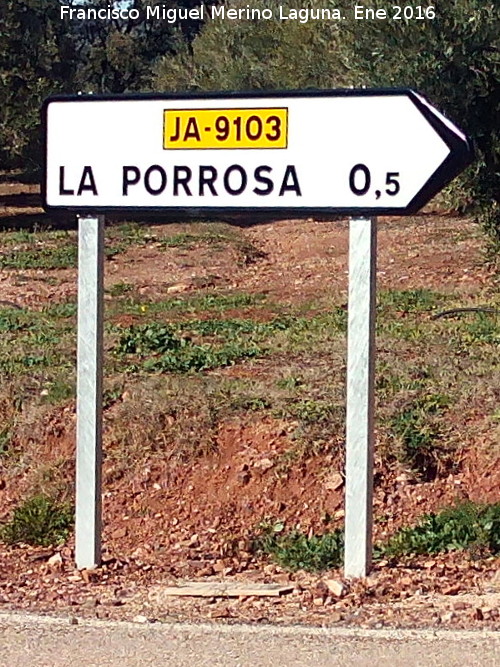 Francisco Miguel Merino Laguna. Ene 2016
JA-9103
LA PORROSA 0,5